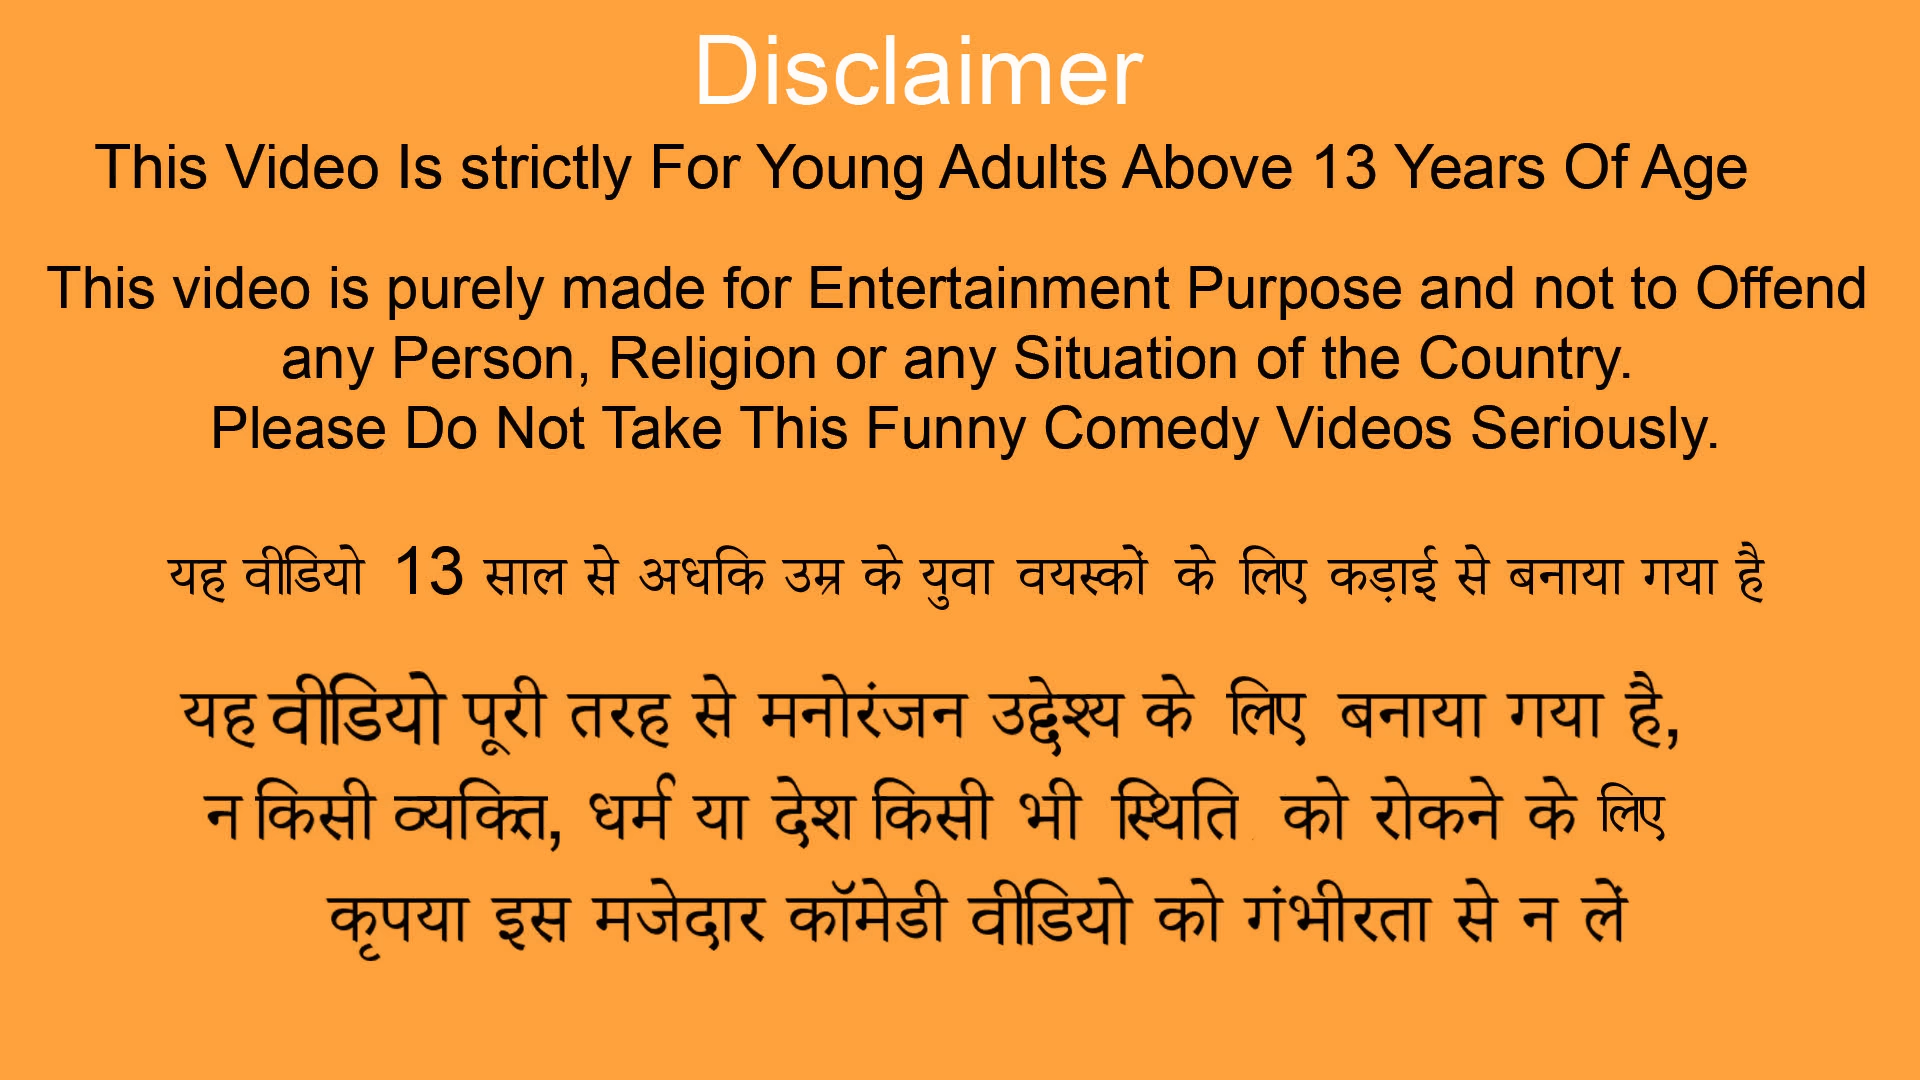 Disclaimer
This Video Is strictly For Young Adults Above 13 Years Of Age
This video is purely made for Entertainment Purpose and not to Offend
any Person, Religion or any Situation of the Country.
Please Do Not Take This Funny Comedy Videos Seriously.
यह वीडियो 13 साल से अधकि उम्र के युवा वयस्कों के लिए कड़ाई से बनाया गया है
यह वीडियो पूरी तरह से मनोरंजन उद्देश्य के लिए बनाया गया है,
न किसी व्यक्ति, धर्म या देश किसी भी स्थिति को रोकने के लिए
कृपया इस मजेदार कॉमेडी वीडियो को गंभीरता से न लें